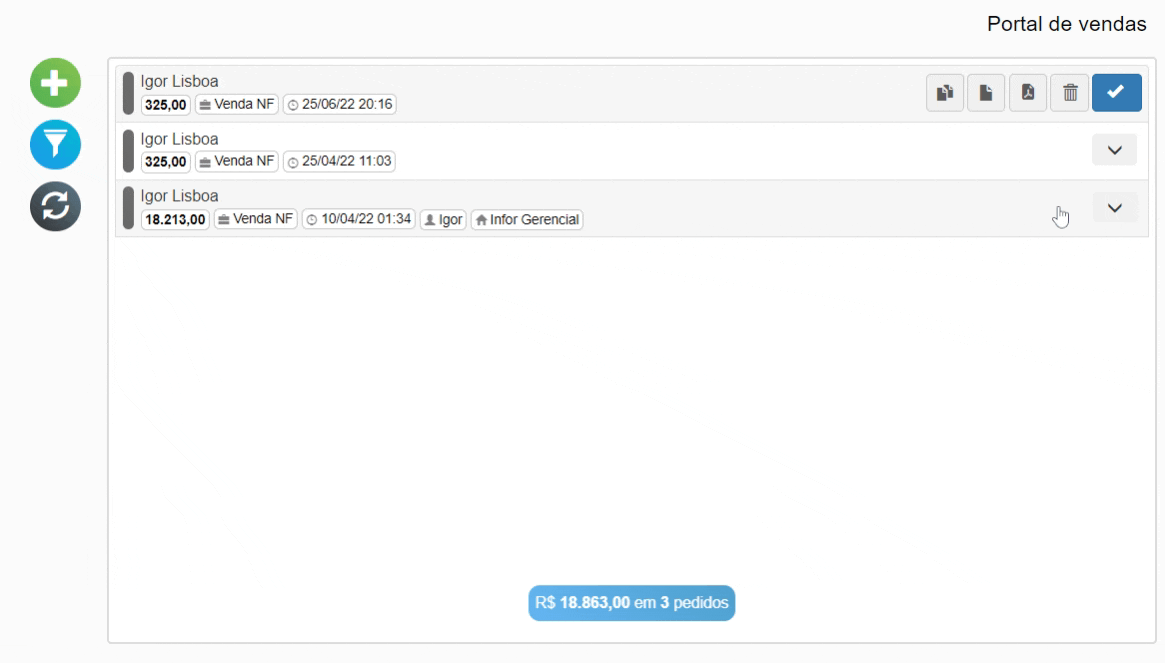 Portal de vendas
Igor Lisboa
325,00 Venda NF 25/06/22 20:16
Igor Lisboa
325,00 Venda NF 25/04/22 11:03
Igor Lisboa
18.213,00 Venda NF 10/04/22 01:34 Igor Infor Gerencial
R$ 18.863,00 em 3 pedidos